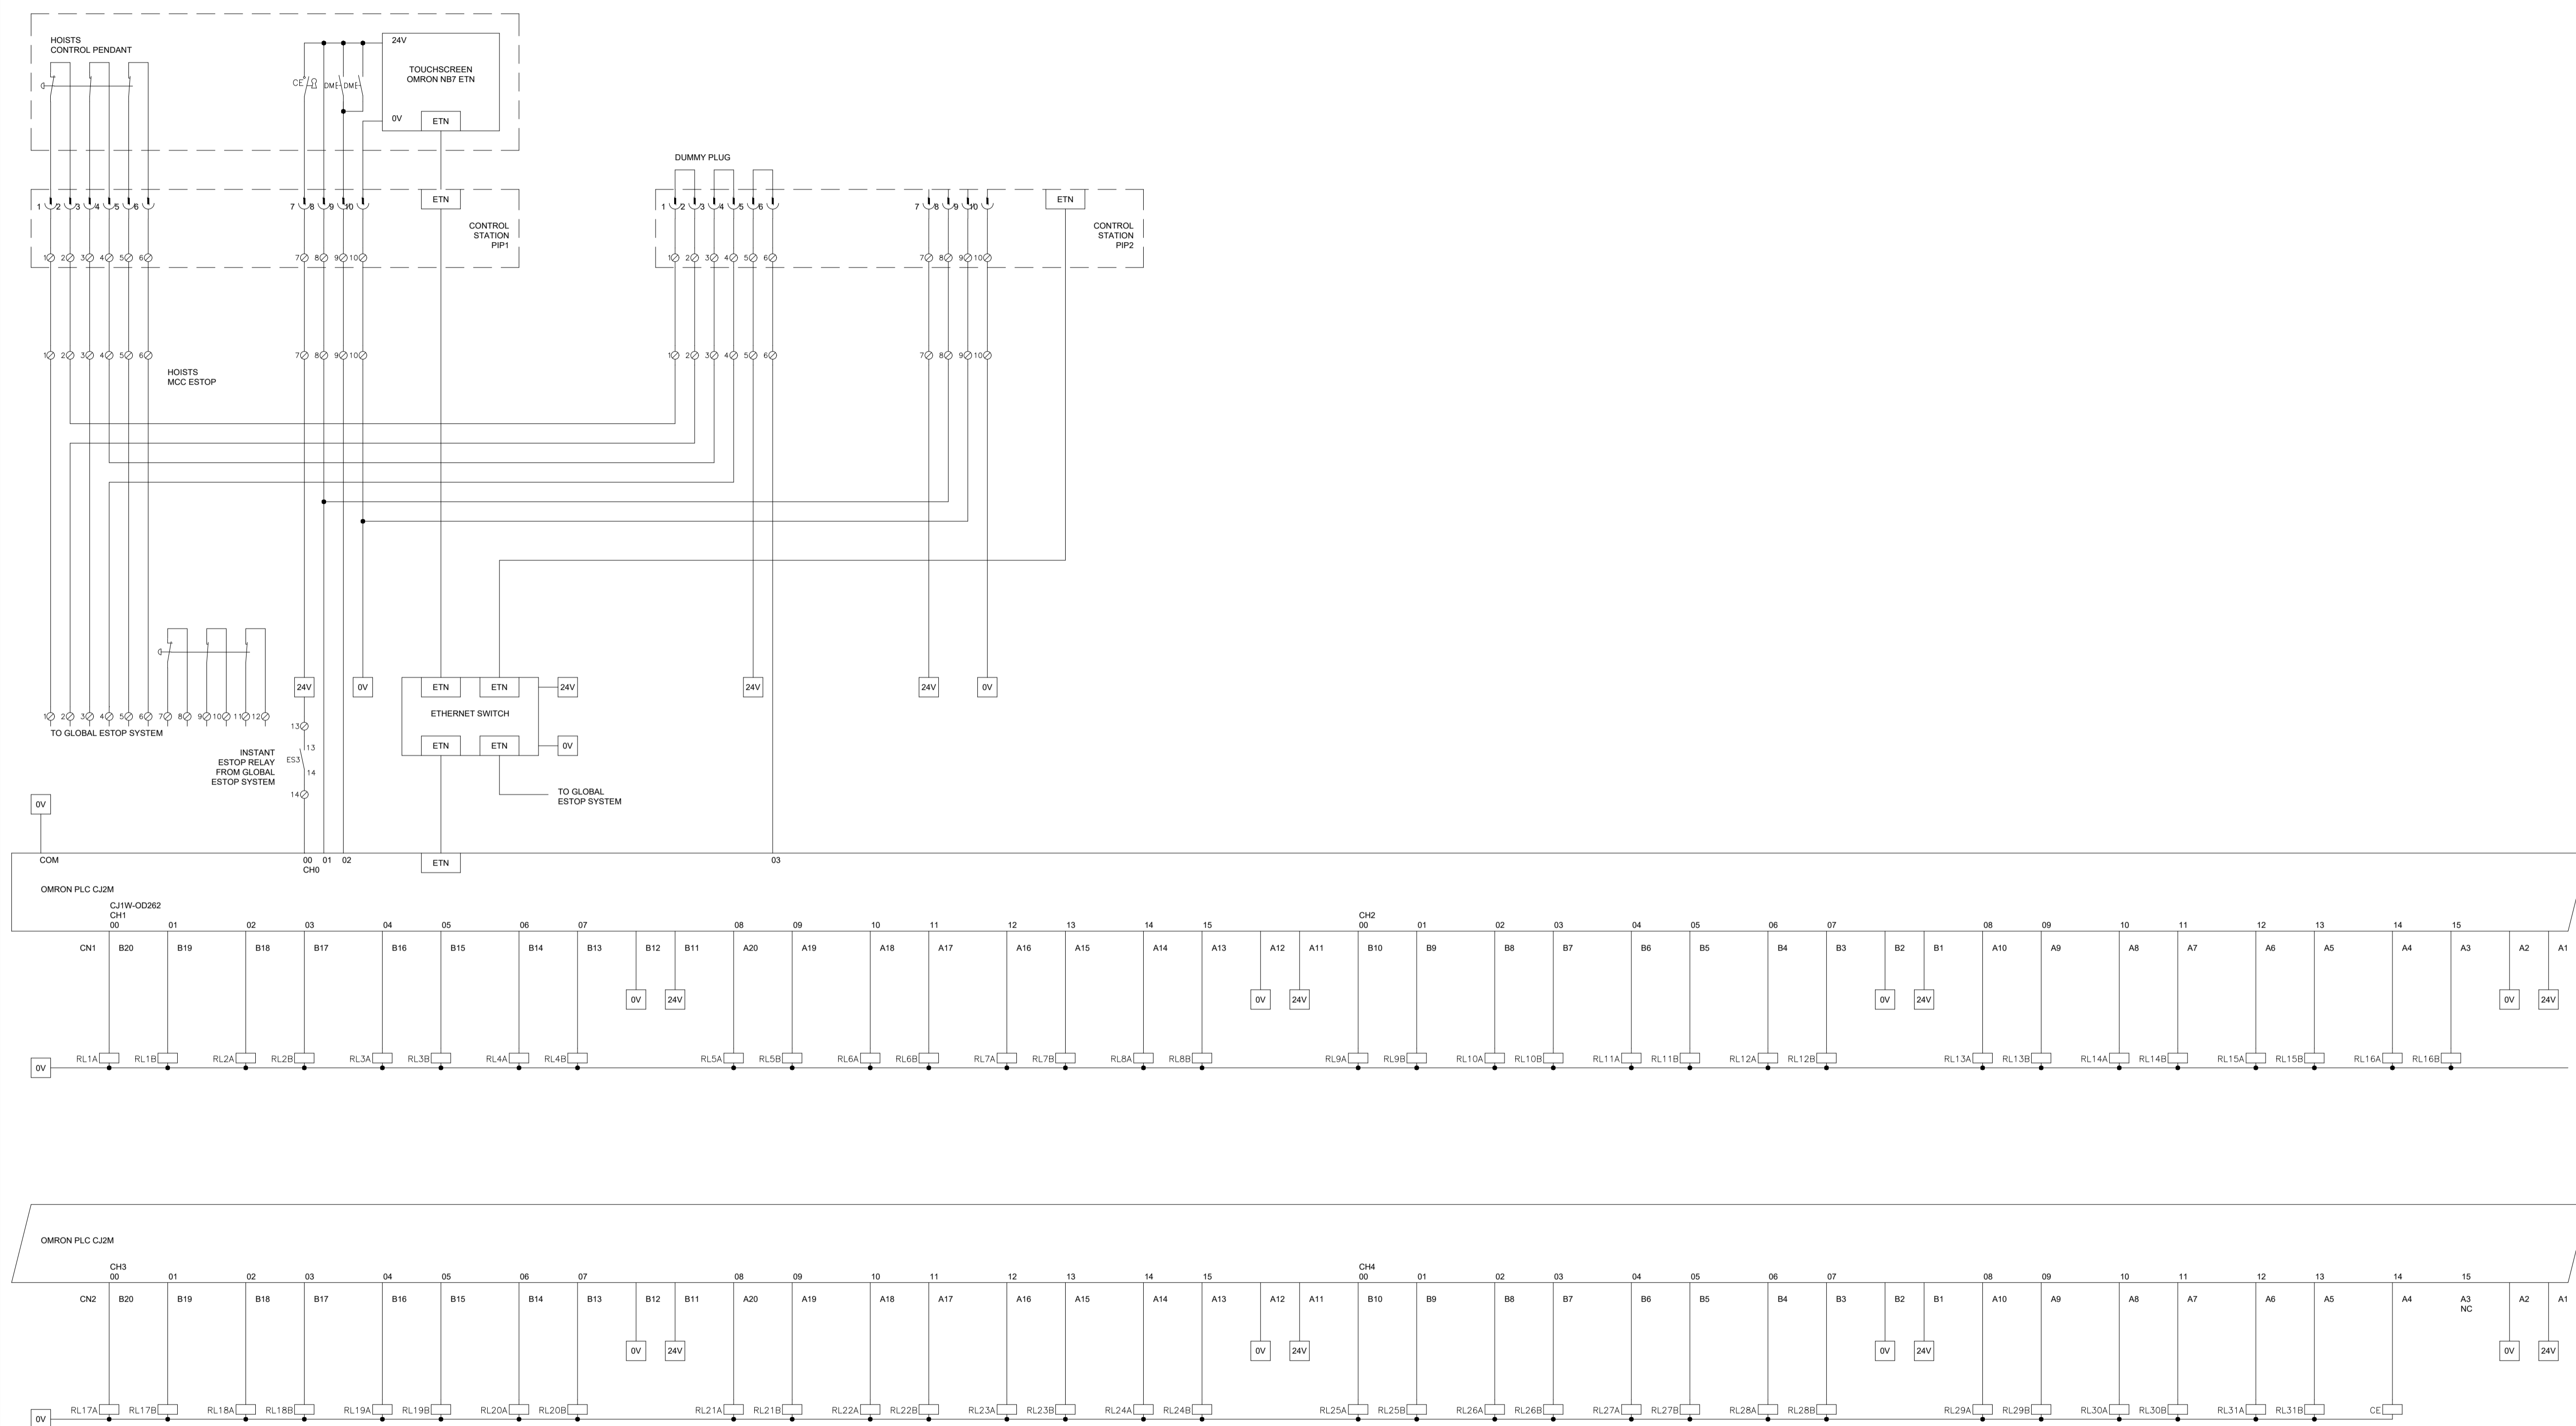 HOISTS
CONTROL PENDANT
24V
TOUCHSCREEN
OMRON NB7 ETN
CE DM DM
0V ETN
DUMMY PLUG
1 2 3 4 5 6 7 8 9 10 ETN
1 2 3 4 5 6 7 8 9 10 ETN
CONTROL
STATION
PIP1
CONTROL
STATION
PIP2
1 2 3 4 5 6 7 8 9 10
1 2 3 4 5 6 7 8 9 10
1 2 3 4 5 6 7 8 9 10
1 2 3 4 5 6 7 8 9 10
HOISTS
MCC ESTOP
24V 0V ETN ETN 24V 24V 24V 0V
ETHERNET SWITCH
1 2 3 4 5 6 7 8 9 10 11 12
TO GLOBAL ESTOP SYSTEM
13
ETN ETN 0V
INSTANT
ESTOP RELAY
FROM GLOBAL
ESTOP SYSTEM
13
ES3
14
14
TO GLOBAL
ESTOP SYSTEM
0V
COM 00 01 02 ETN 03
CH0
OMRON PLC CJ2M
CJ1W-OD262
CH1 CH2
00 01 02 03 04 05 06 07 08 09 10 11 12 13 14 15 00 01 02 03 04 05 06 07 08 09 10 11 12 13 14 15
CN1 B20 B19 B18 B17 B16 B15 B14 B13 B12 B11 A20 A19 A18 A17 A16 A15 A14 A13 A12 A11 B10 B9 B8 B7 B6 B5 B4 B3 B2 B1 A10 A9 A8 A7 A6 A5 A4 A3 A2 A1
0V 24V 0V 24V 0V 24V 0V 24V
RL1A RL1B RL2A RL2B RL3A RL3B RL4A RL4B RL5A RL5B RL6A RL6B RL7A RL7B RL8A RL8B RL9A RL9B RL10A RL10B RL11A RL11B RL12A RL12B RL13A RL13B RL14A RL14B RL15A RL15B RL16A RL16B
0V
OMRON PLC CJ2M
CH3 CH4
00 01 02 03 04 05 06 07 08 09 10 11 12 13 14 15 00 01 02 03 04 05 06 07 08 09 10 11 12 13 14 15
CN2 B20 B19 B18 B17 B16 B15 B14 B13 B12 B11 A20 A19 A18 A17 A16 A15 A14 A13 A12 A11 B10 B9 B8 B7 B6 B5 B4 B3 B2 B1 A10 A9 A8 A7 A6 A5 A4 A3 A2 A1
NC
0V 24V 0V 24V 0V 24V 0V 24V
RL17A RL17B RL18A RL18B RL19A RL19B RL20A RL20B RL21A RL21B RL22A RL22B RL23A RL23B RL24A RL24B RL25A RL25B RL26A RL26B RL27A RL27B RL28A RL28B RL29A RL29B RL30A RL30B RL31A RL31B CE
0V